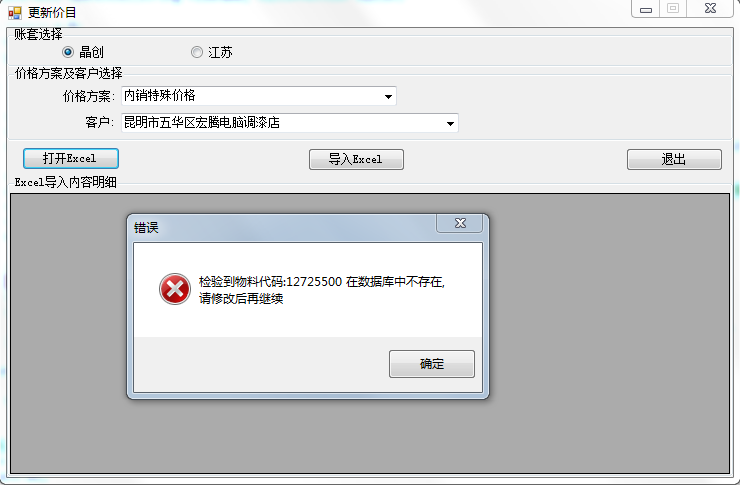 更新价目
账套选择
晶创
江苏
价格方案及客户选择
价格方案: 内销特殊价格
客户: 昆明市五华区宏腾电脑调漆店
打开Excel
导入Excel
退出
Excel导入内容明细
错误
检验到物料代码:12725500 在数据库中不存在,
请修改后再继续
确定